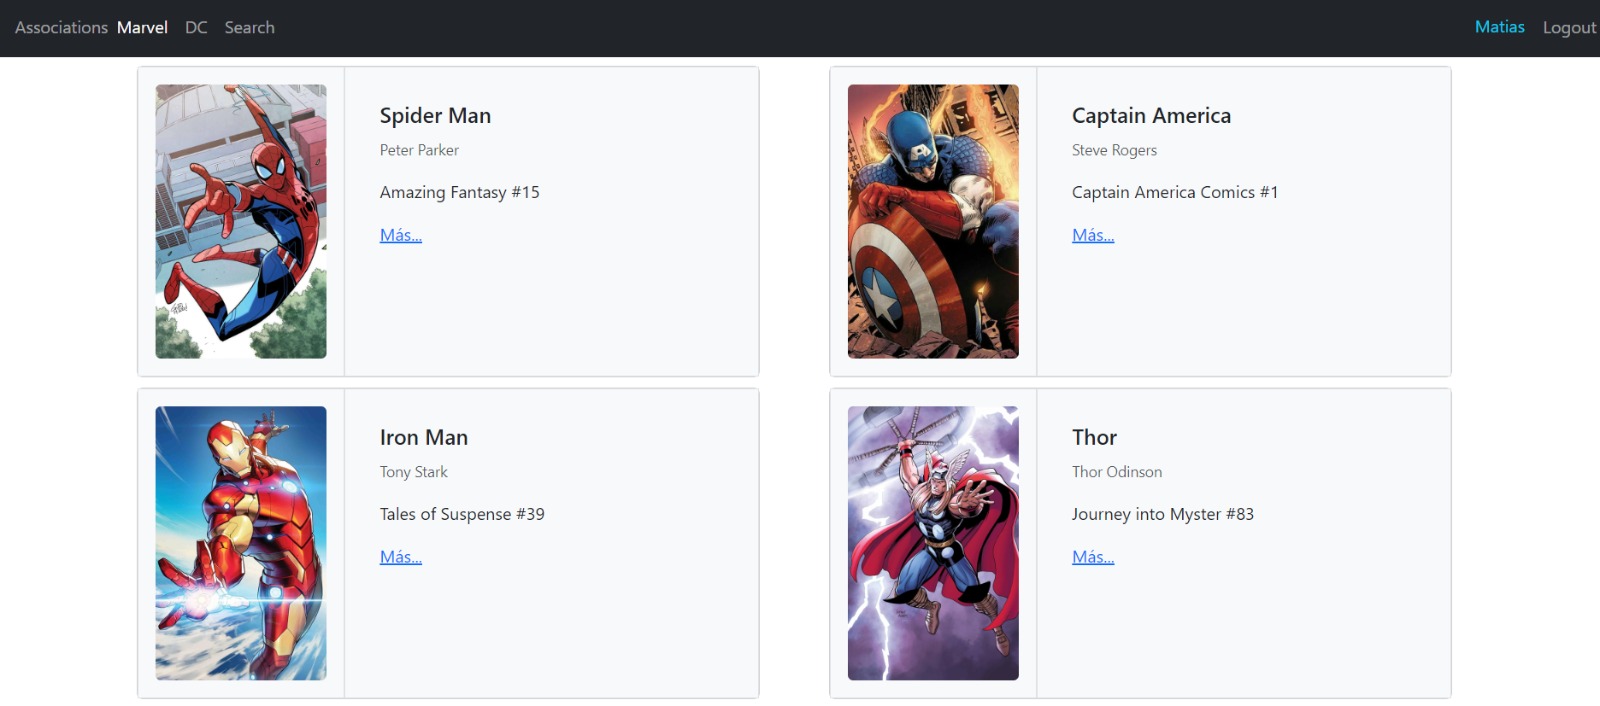 Associations Marvel DC Search Matias Logout
Spider Man
Peter Parker
Amazing Fantasy #15
Más...
Captain America
Steve Rogers
Captain America Comics #1
Más...
Iron Man
Tony Stark
Tales of Suspense #39
Más...
Thor
Thor Odinson
Journey into Myster #83
Más...